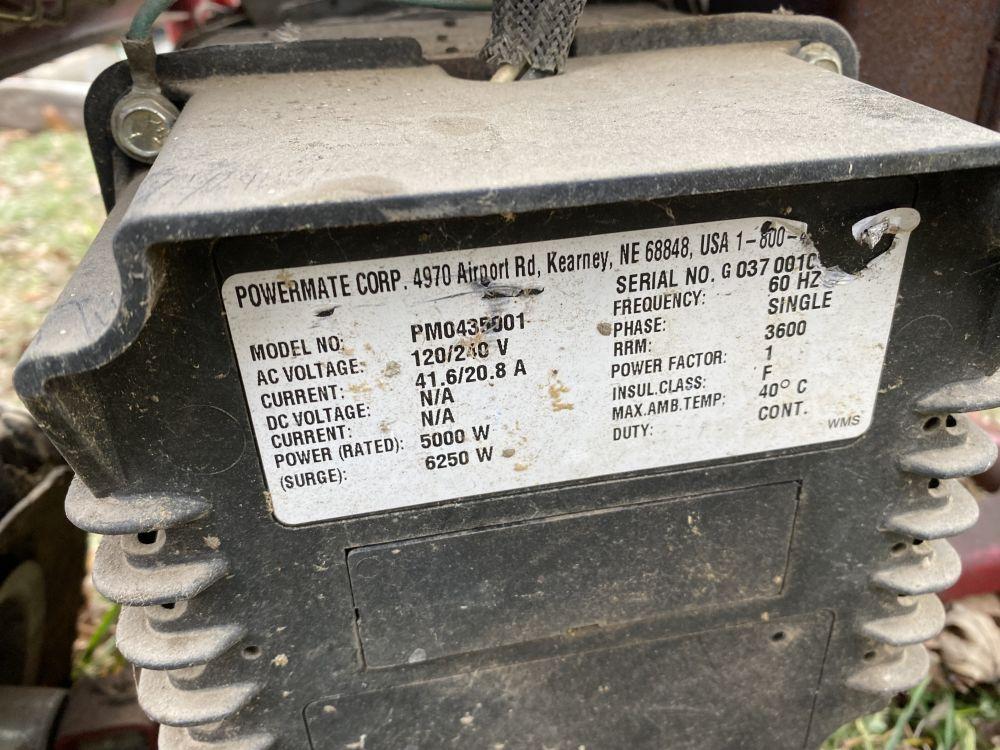 POWERMATE CORP. 4970 Airport Rd, Kearney, NE 68848, USA 1-800-
MODEL NO: PM0435001
AC VOLTAGE: 120/240 V
CURRENT: 41.6/20.8 A
DC VOLTAGE: N/A
CURRENT: N/A
POWER (RATED): 5000 W
(SURGE): 6250 W
SERIAL NO. G 037 001C
FREQUENCY: 60 HZ
PHASE: SINGLE
RRM: 3600
POWER FACTOR: 1
INSUL.CLASS: F
MAX.AMB.TEMP: 40° C
DUTY: CONT.
WMS